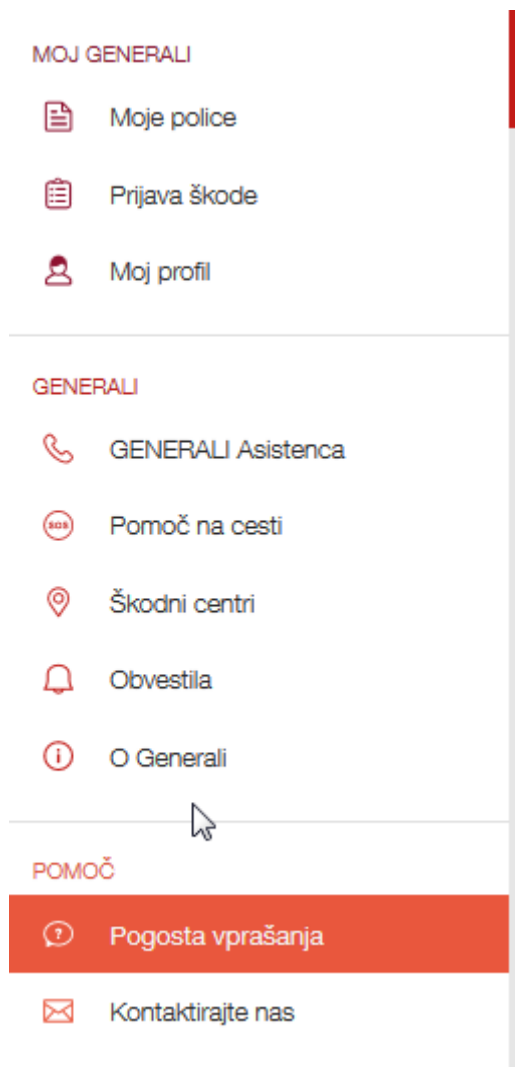 MOJ GENERALI
Moje police
Prijava škode
Moj profil
GENERALI
GENERALI Asistenca
SOS
Pomoč na cesti
Škodni centri
Obvestila
O Generali
POMOČ
Pogosta vprašanja
Kontaktirajte nas